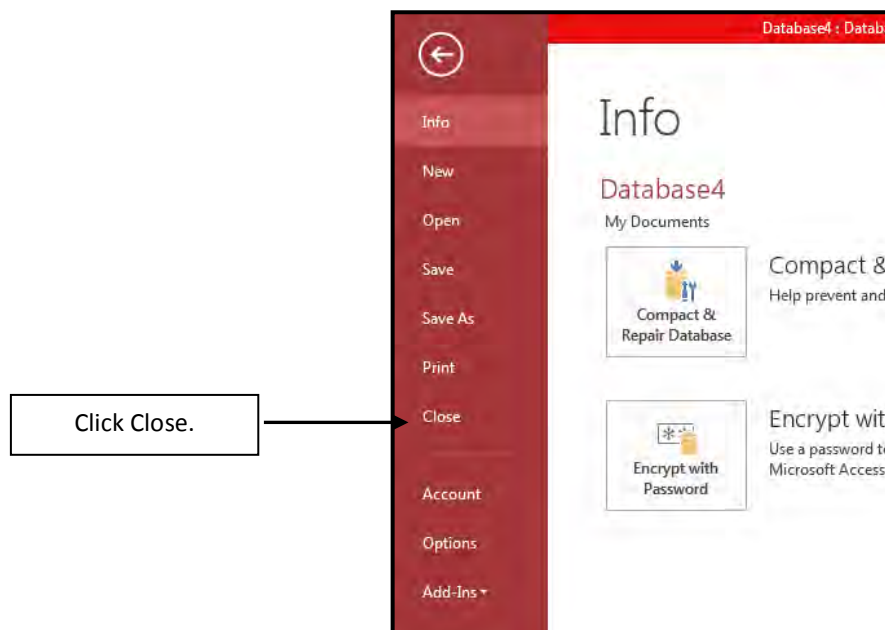 Database4 : Datab
Info
New
Open
Save
Save As
Print
Close
Account
Options
Add-Ins
Info
Database4
My Documents
Compact &
Repair Database
Compact &
Help prevent and
Encrypt with
Password
Encrypt wit
Use a password to
Microsoft Access
Click Close.